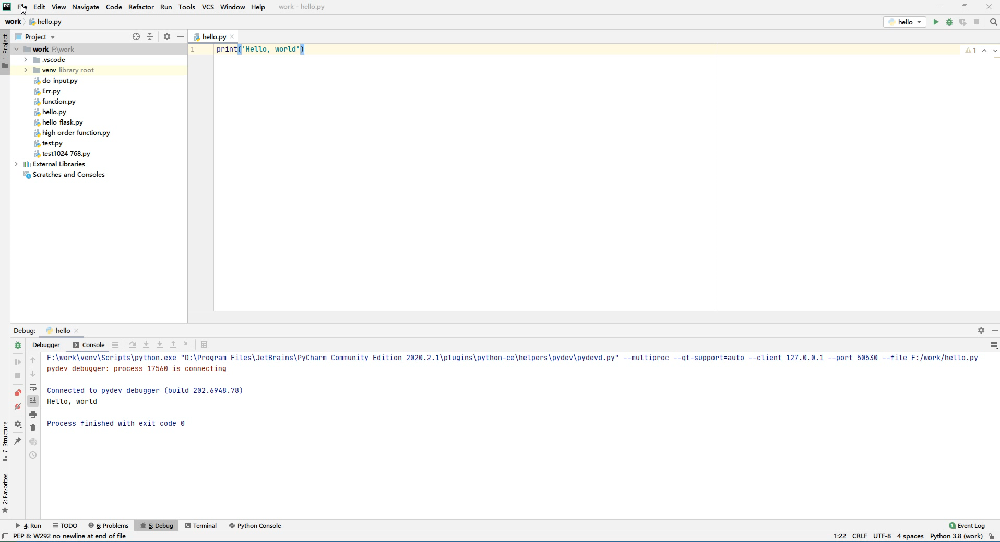 PC File Edit View Navigate Code Refactor Run Tools VCS Window Help work - hello.py
work hello.py hello
1: Project
Project
hello.py
work F:\work
.vscode
venv library root
do_input.py
Err.py
function.py
hello.py
hello_flask.py
high order function.py
test.py
test1024 768.py
External Libraries
Scratches and Consoles
1 print('Hello, world') 1
Debug: hello
Debugger Console
F:\work\venv\Scripts\python.exe "D:\Program Files\JetBrains\PyCharm Community Edition 2020.2.1\plugins\python-ce\helpers\pydev\pydevd.py" --multiproc --qt-support=auto --client 127.0.0.1 --port 50530 --file F:/work/hello.py
pydev debugger: process 17560 is connecting
Connected to pydev debugger (build 202.6948.78)
Hello, world
Process finished with exit code 0
7: Structure
2: Favorites
4: Run TODO 6: Problems 5: Debug Terminal Python Console 1 Event Log
PEP 8: W292 no newline at end of file 1:22 CRLF UTF-8 4 spaces Python 3.8 (work)